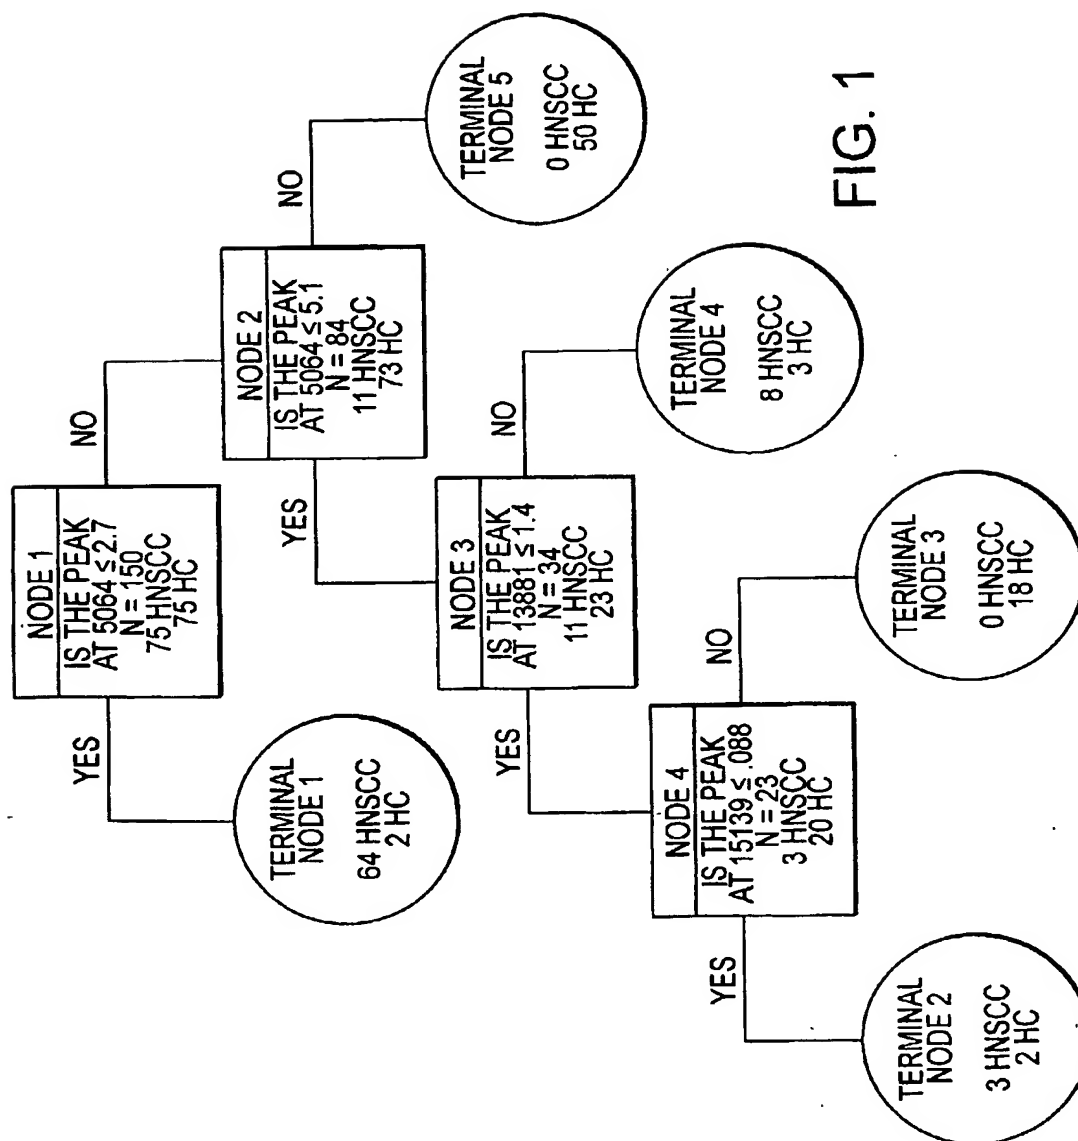 NODE 1
IS THE PEAK
AT 5064 ≤ 2.7
N = 150
75 HNSCC
75 HC
YES
NO
TERMINAL
NODE 1
64 HNSCC
2 HC
NODE 2
IS THE PEAK
AT 5064 ≤ 5.1
N = 84
11 HNSCC
73 HC
YES
NO
NODE 3
IS THE PEAK
AT 13881 ≤ 1.4
N = 34
11 HNSCC
23 HC
TERMINAL
NODE 5
0 HNSCC
50 HC
YES
NO
NODE 4
IS THE PEAK
AT 15139 ≤ .088
N = 23
3 HNSCC
20 HC
TERMINAL
NODE 4
8 HNSCC
3 HC
YES
NO
TERMINAL
NODE 2
3 HNSCC
2 HC
TERMINAL
NODE 3
0 HNSCC
18 HC
FIG. 1